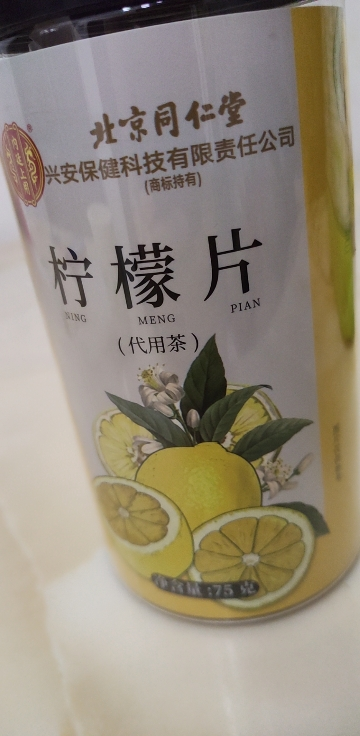 北京同仁堂
兴安保健科技有限责任公司
(商标持有)
柠檬片
NING MENG PIAN
(代用茶)
净含量:75克